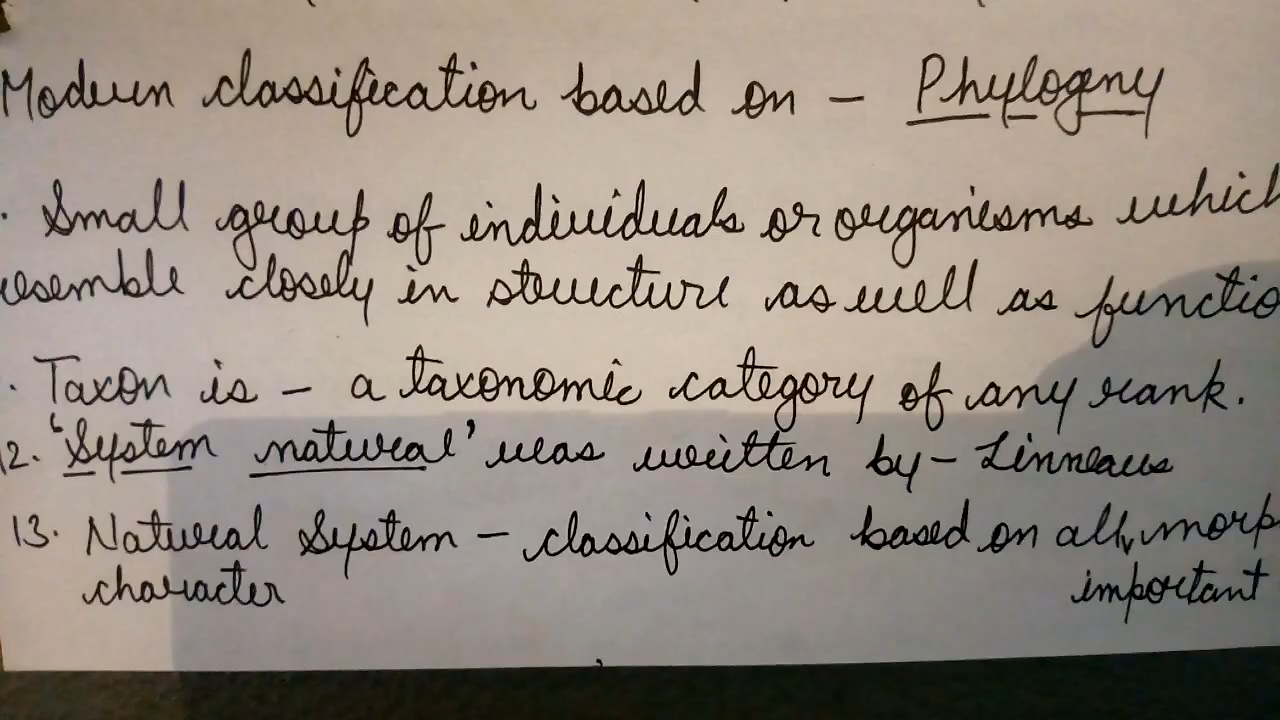 Modern classification based on - Phylogeny
. Small group of individuals or organisms which
resemble closely in structure as well as functio
. Taxon is - a taxonomic category of any rank.
12. 'System natural' was written by - Linneaus
13. Natural System - classification based on all, morp
character important